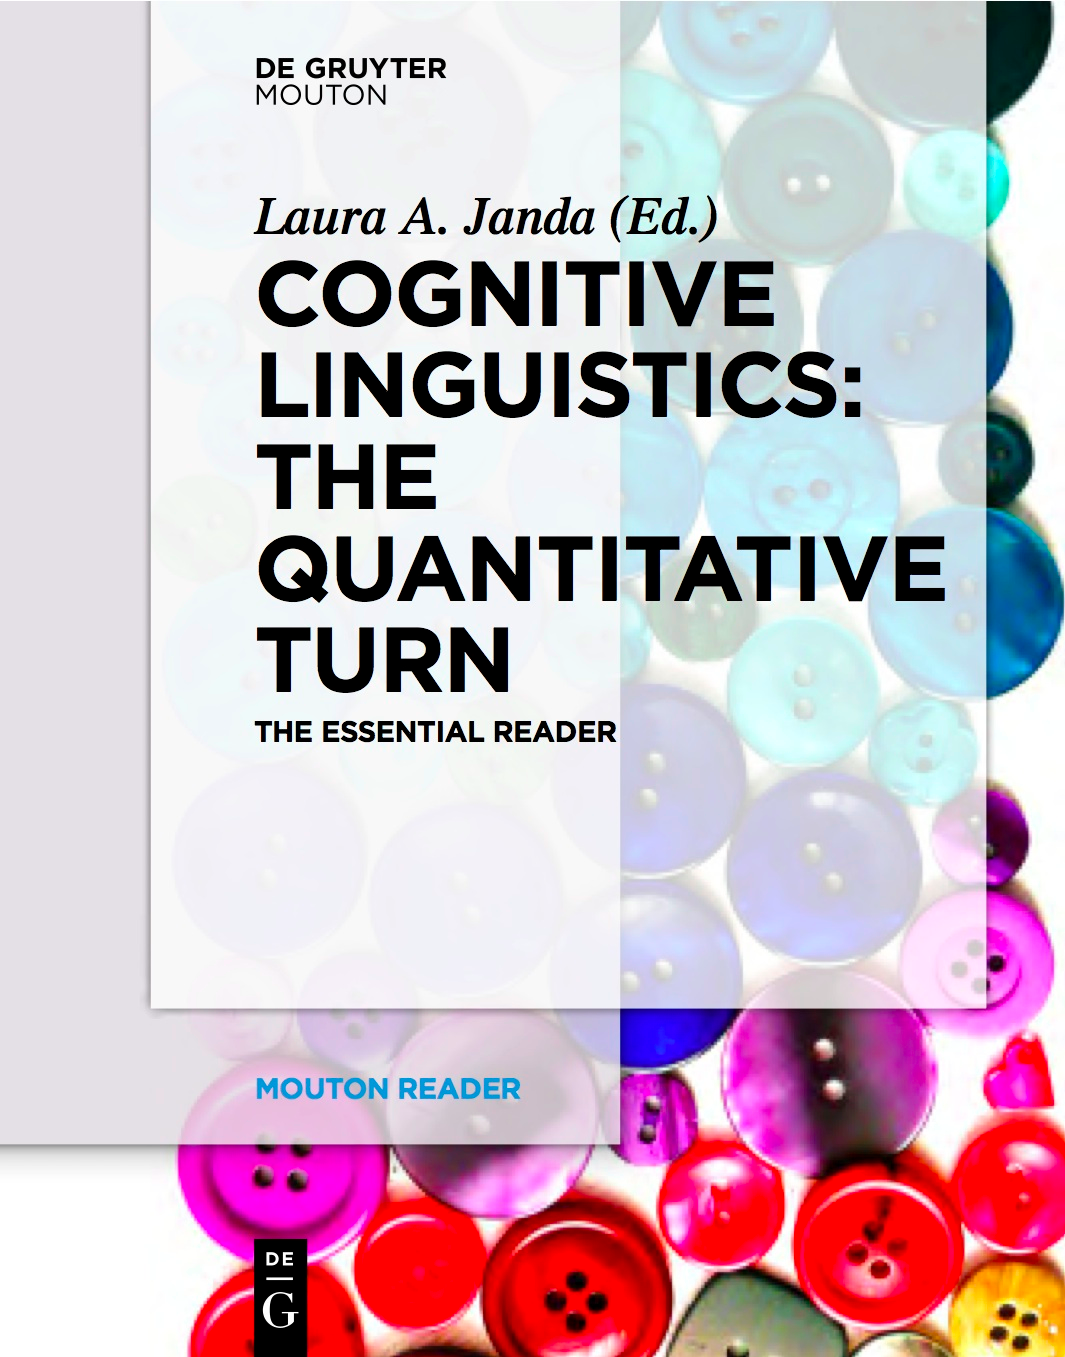 DE GRUYTER
MOUTON
Laura A. Janda (Ed.)
COGNITIVE
LINGUISTICS:
THE
QUANTITATIVE
TURN
THE ESSENTIAL READER
MOUTON READER
DE
G